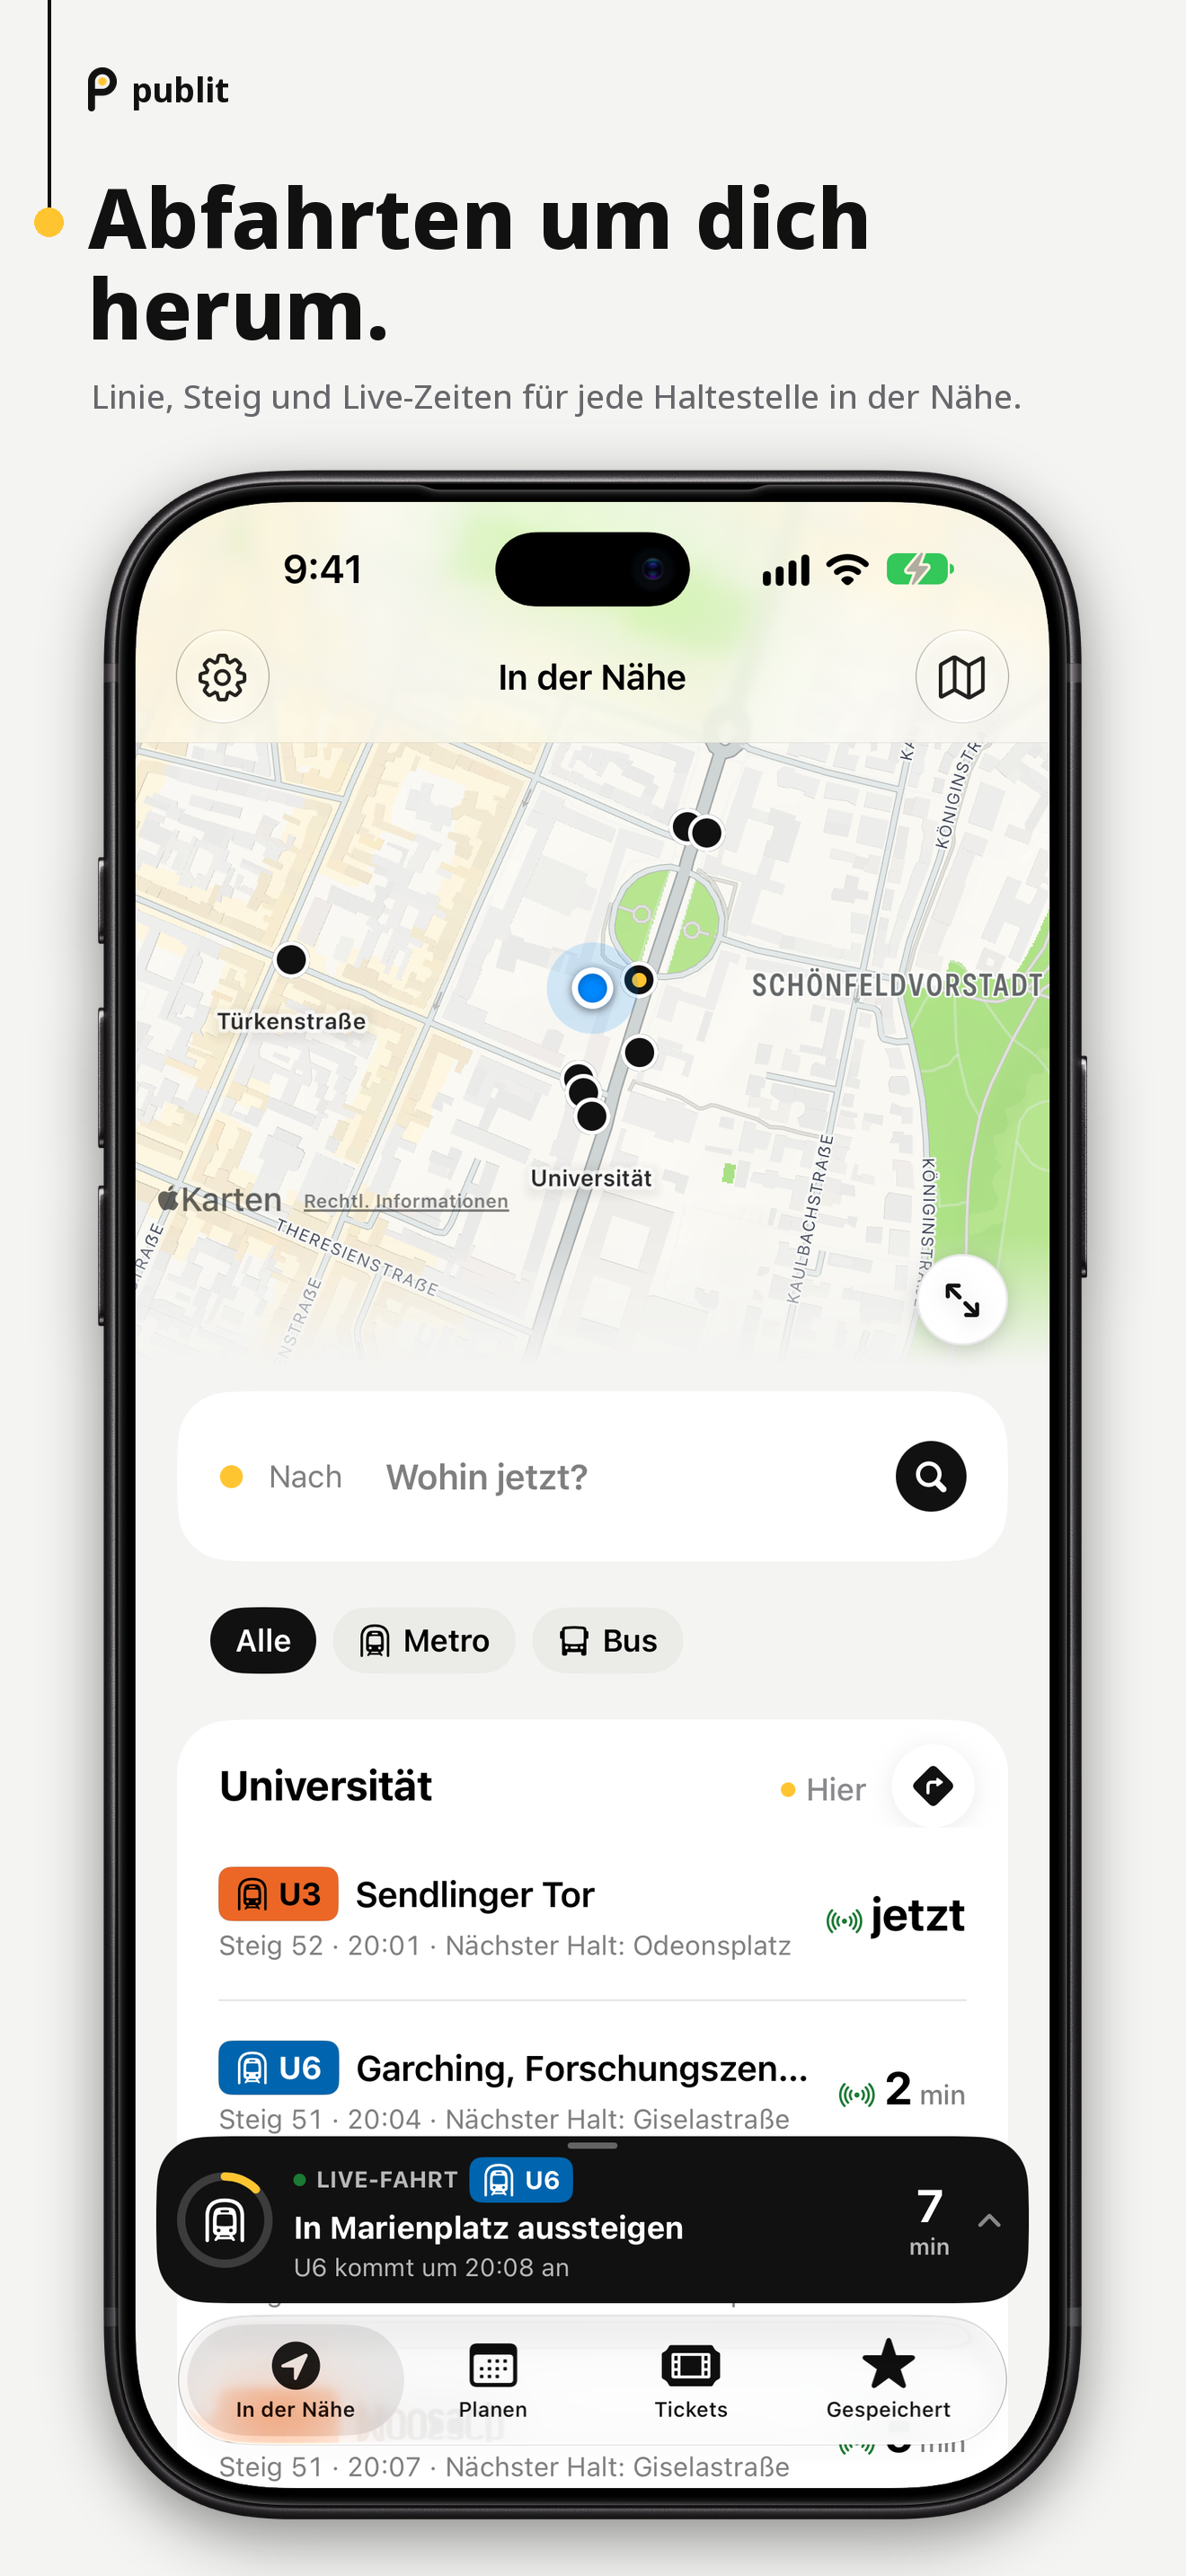 publit
Abfahrten um dich
herum.
Linie, Steig und Live-Zeiten für jede Haltestelle in der Nähe.
9:41
In der Nähe
KÖNIGINSTR
SCHÖNFELDVORSTADT
Türkenstraße
Universität
Karten Rechtl. Informationen
THERESIENSTRASSE
KAULBACHSTRASSE
KÖNIGINSTR
Nach Wohin jetzt?
Alle Metro Bus
Universität Hier
U3 Sendlinger Tor jetzt
Steig 52 · 20:01 · Nächster Halt: Odeonsplatz
U6 Garching, Forschungszen... 2 min
Steig 51 · 20:04 · Nächster Halt: Giselastraße
LIVE-FAHRT U6
In Marienplatz aussteigen
U6 kommt um 20:08 an
7
min
In der Nähe Planen Tickets Gespeichert
min
Steig 51 · 20:07 · Nächster Halt: Giselastraße